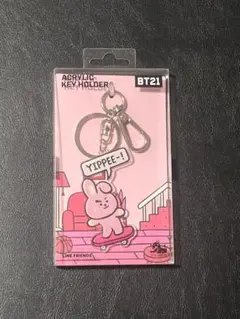 ACRYLIC
KEY HOLDER
BT21
YIPPEE~!
LINE FRIENDS